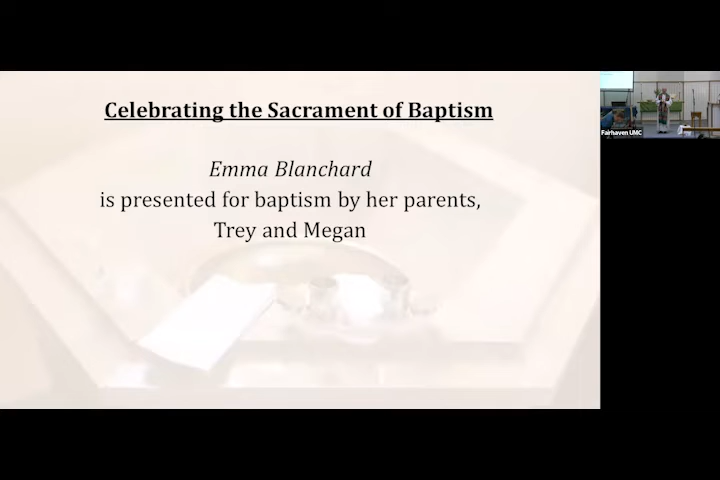 Celebrating the Sacrament of Baptism
Emma Blanchard
is presented for baptism by her parents,
Trey and Megan
Fairhaven UMC